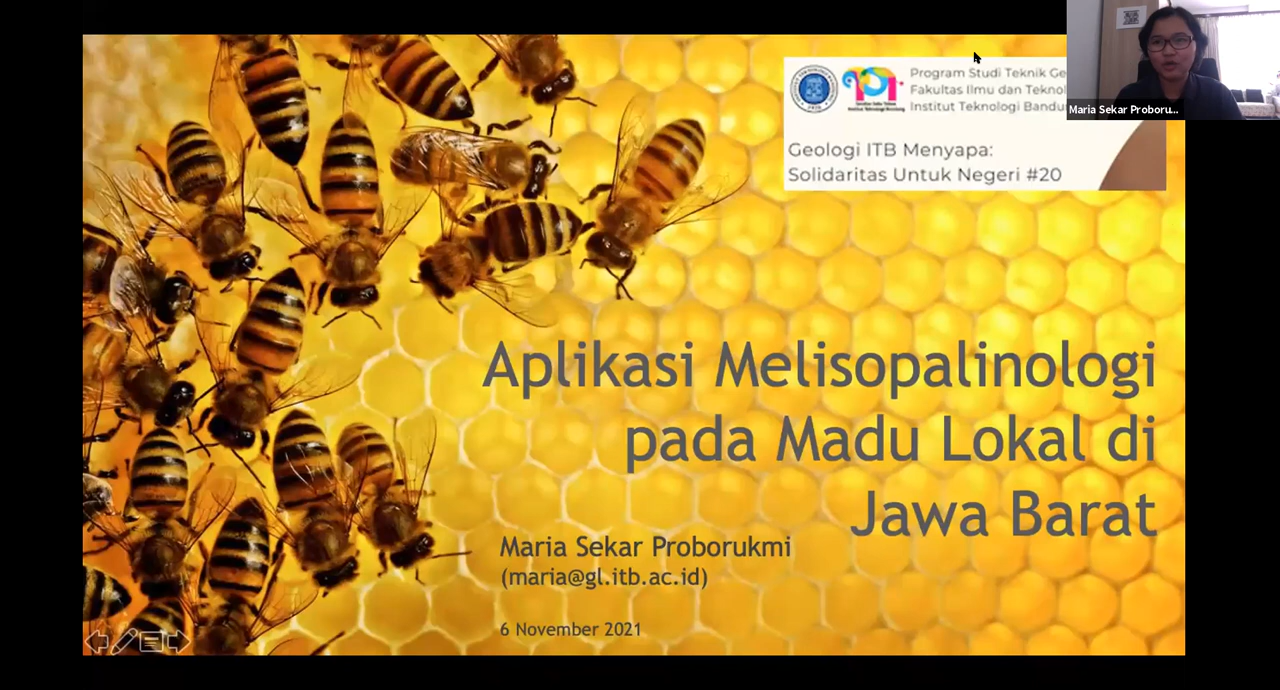 Program Studi Teknik Ge
Fakultas Ilmu dan Teknol
Institut Teknologi Bandu
Geologi ITB Menyapa:
Solidaritas Untuk Negeri #20
Maria Sekar Proboru...
Aplikasi Melisopalinologi
pada Madu Lokal di
Jawa Barat
Maria Sekar Proborukmi
(maria@gl.itb.ac.id)
6 November 2021